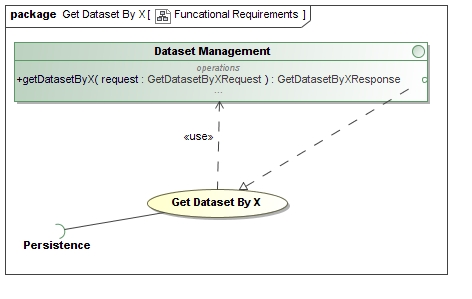 package Get Dataset By X [ Funcational Requirements ]
Dataset Management
operations
+getDatasetByX( request : GetDatasetByXRequest ) : GetDatasetByXResponse
...
«use»
Get Dataset By X
Persistence